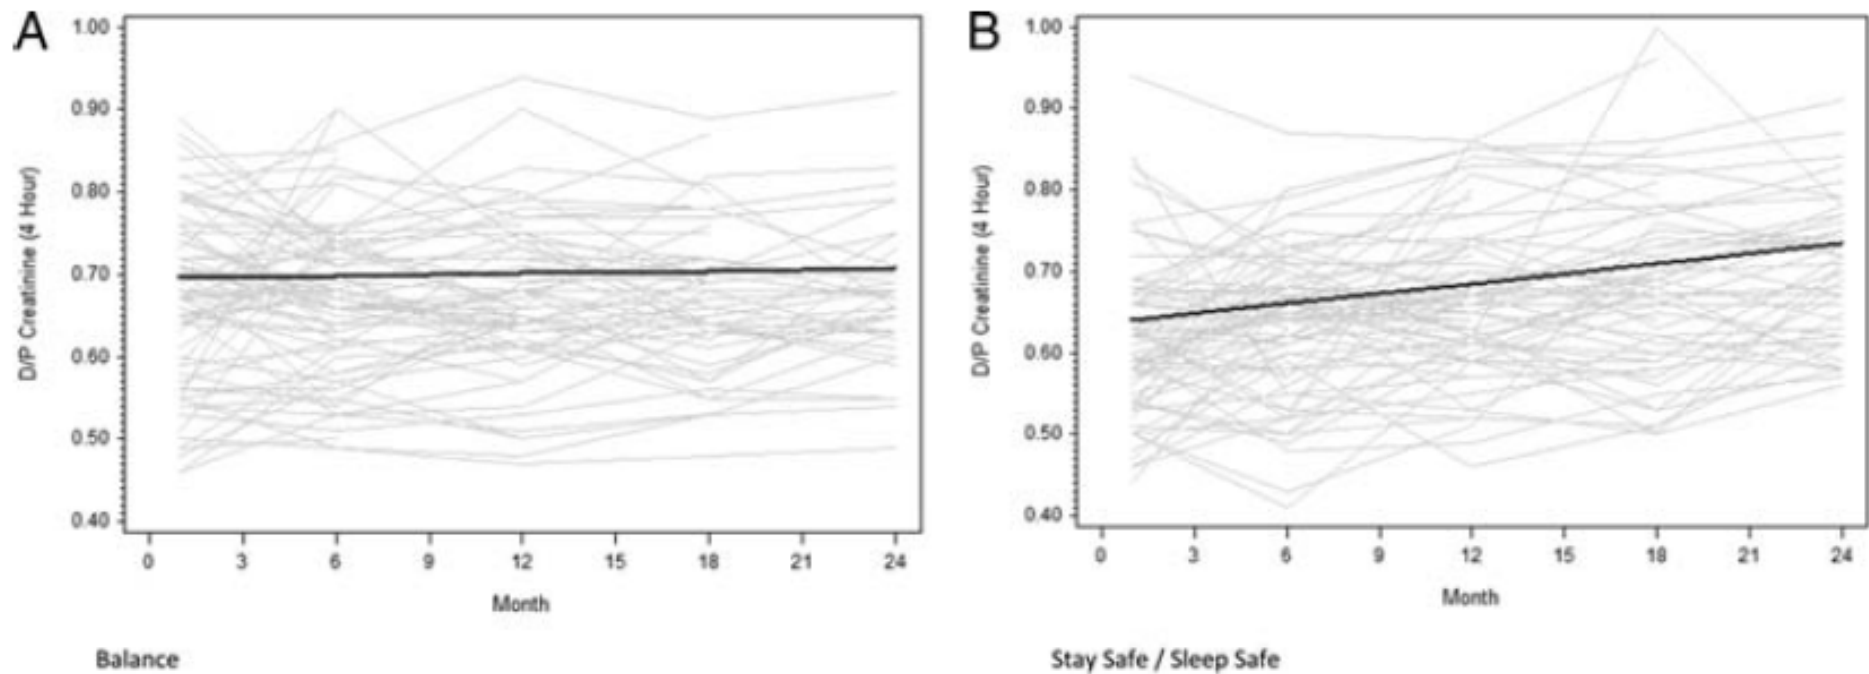 A
D/P Creatinine (4 Hour)
1.00
0.90
0.80
0.70
0.60
0.50
0.40
0 3 6 9 12 15 18 21 24
Month
Balance
B
D/P Creatinine (4 Hour)
1.00
0.90
0.80
0.70
0.60
0.50
0.40
0 3 6 9 12 15 18 21 24
Month
Stay Safe / Sleep Safe